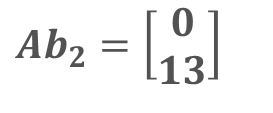 Ab₂ = [0
13]